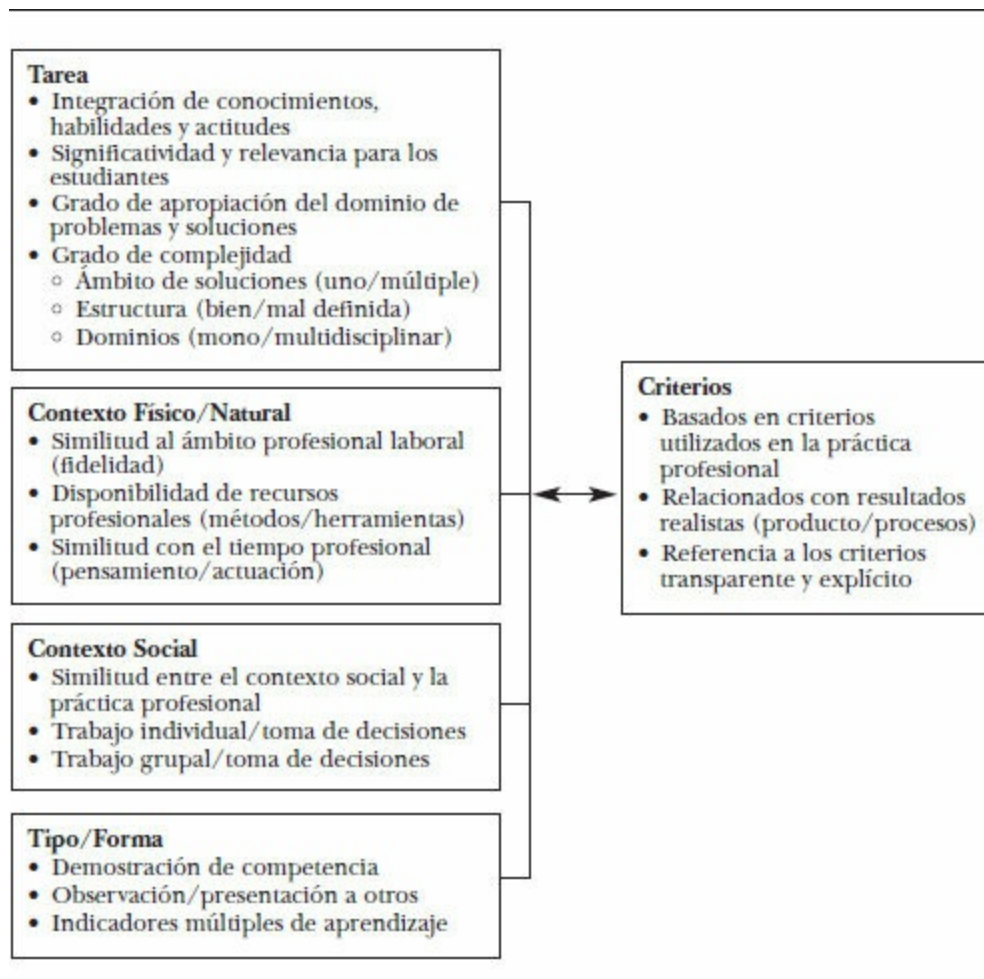 Tarea
• Integración de conocimientos,
habilidades y actitudes
• Significatividad y relevancia para los
estudiantes
• Grado de apropiación del dominio de
problemas y soluciones
• Grado de complejidad
○ Ámbito de soluciones (uno/múltiple)
○ Estructura (bien/mal definida)
○ Dominios (mono/multidisciplinar)
Contexto Físico/Natural
• Similitud al ámbito profesional laboral
(fidelidad)
• Disponibilidad de recursos
profesionales (métodos/herramientas)
• Similitud con el tiempo profesional
(pensamiento/actuación)
Contexto Social
• Similitud entre el contexto social y la
práctica profesional
• Trabajo individual/toma de decisiones
• Trabajo grupal/toma de decisiones
Tipo/Forma
• Demostración de competencia
• Observación/presentación a otros
• Indicadores múltiples de aprendizaje
Criterios
• Basados en criterios
utilizados en la práctica
profesional
• Relacionados con resultados
realistas (producto/procesos)
• Referencia a los criterios
transparente y explícito